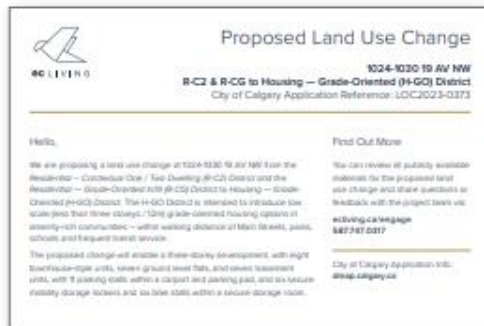 ec LIVING
Proposed Land Use Change
1024-1030 19 AV NW
R-C2 & R-CG to Housing — Grade-Oriented (H-GO) District
City of Calgary Application Reference: LOC2023-0373
Hello,
We are proposing a land use change at 1024-1030 19 AV NW from the
Residential – Contextual One / Two Dwelling (R-C2) District and the
Residential – Grade-Oriented Infill (R-CG) District to Housing – Grade-
Oriented (H-GO) District. The H-GO District is intended to introduce low
scale (less than three storeys / 12m) grade-oriented housing options in
amenity-rich communities – within walking distance of Main Streets, parks,
schools and frequent transit service.
The proposed change will enable a three-storey development, with eight
townhouse-style units, seven ground level flats, and seven basement
units, with 11 parking stalls within a carport and parking pad, and six secure
mobility storage lockers and six bike stalls within a secure storage room.
Find Out More
You can review all publicly available
materials for the proposed land
use change and share questions or
feedback with the project team via:
ecliving.ca/engage
587.747.0317
City of Calgary Application Info:
dmap.calgary.ca